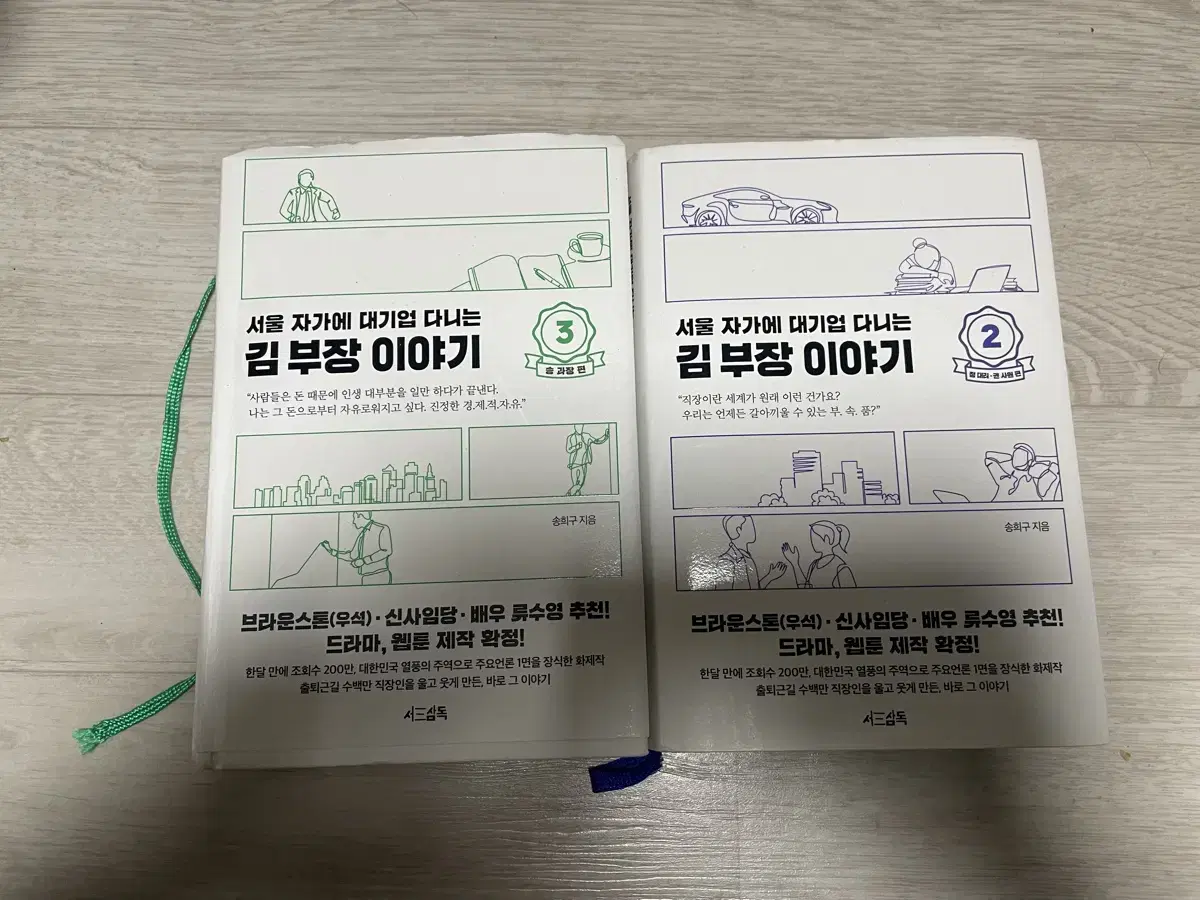 서울 자가에 대기업 다니는
김 부장 이야기
3
송 과장 편
“사람들은 돈 때문에 인생 대부분을 일만 하다가 끝낸다.
나는 그 돈으로부터 자유로워지고 싶다. 진정한 경.제.적.자.유.”
송희구 지음
브라운스톤(우석)·신사임당·배우 류수영 추천!
드라마, 웹툰 제작 확정!
한달 만에 조회수 200만, 대한민국 열풍의 주역으로 주요언론 1면을 장식한 화제작
출퇴근길 수백만 직장인을 울고 웃게 만든, 바로 그 이야기
서삼독
서울 자가에 대기업 다니는
김 부장 이야기
2
정 대리·권 사원 편
“직장이란 세계가 원래 이런 건가요?
우리는 언제든 갈아끼울 수 있는 부. 속. 품?”
송희구 지음
브라운스톤(우석)·신사임당·배우 류수영 추천!
드라마, 웹툰 제작 확정!
한달 만에 조회수 200만, 대한민국 열풍의 주역으로 주요언론 1면을 장식한 화제작
출퇴근길 수백만 직장인을 울고 웃게 만든, 바로 그 이야기
서삼독